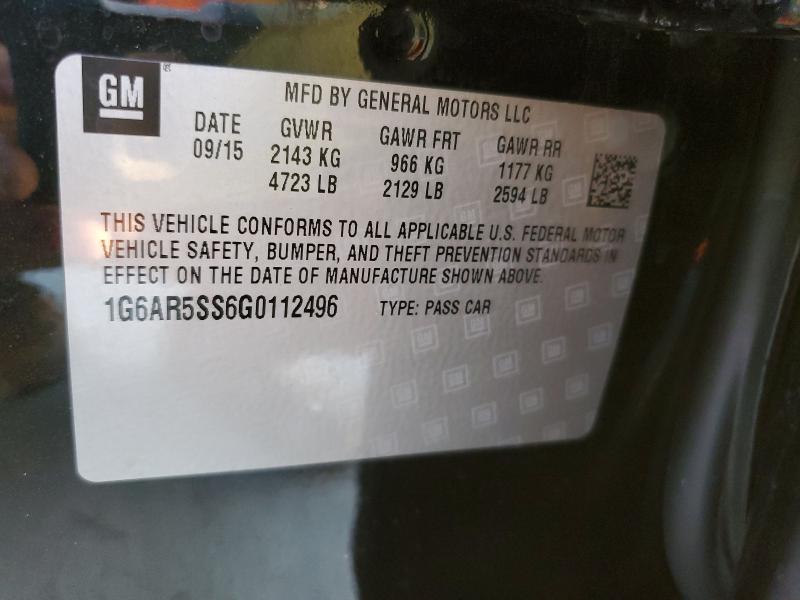 GM
MFD BY GENERAL MOTORS LLC
DATE GVWR GAWR FRT GAWR RR
09/15 2143 KG 966 KG 1177 KG
4723 LB 2129 LB 2594 LB
THIS VEHICLE CONFORMS TO ALL APPLICABLE U.S. FEDERAL MOTOR
VEHICLE SAFETY, BUMPER, AND THEFT PREVENTION STANDARDS IN
EFFECT ON THE DATE OF MANUFACTURE SHOWN ABOVE.
1G6AR5SS6G0112496 TYPE: PASS CAR